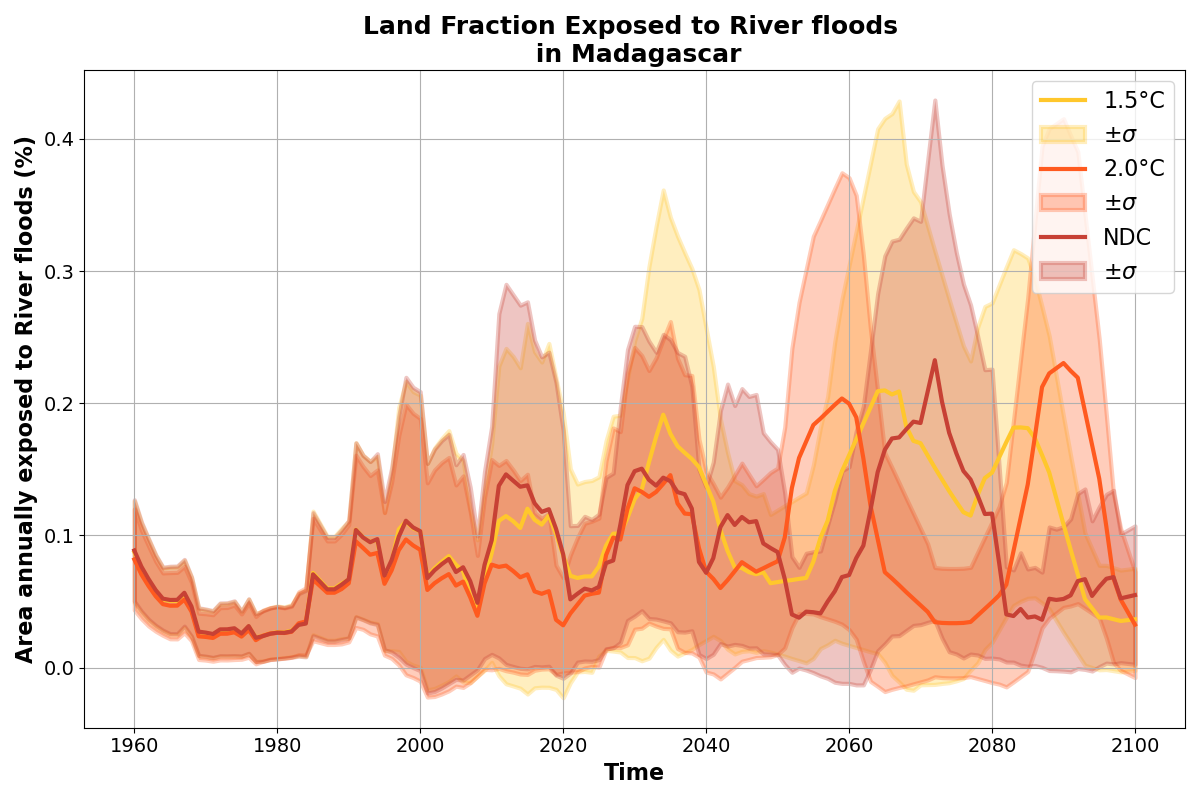 Land Fraction Exposed to River floods
in Madagascar
Area annually exposed to River floods (%)
0.4
0.3
0.2
0.1
0.0
1960 1980 2000 2020 2040 2060 2080 2100
Time
1.5°C
±σ
2.0°C
±σ
NDC
±σ